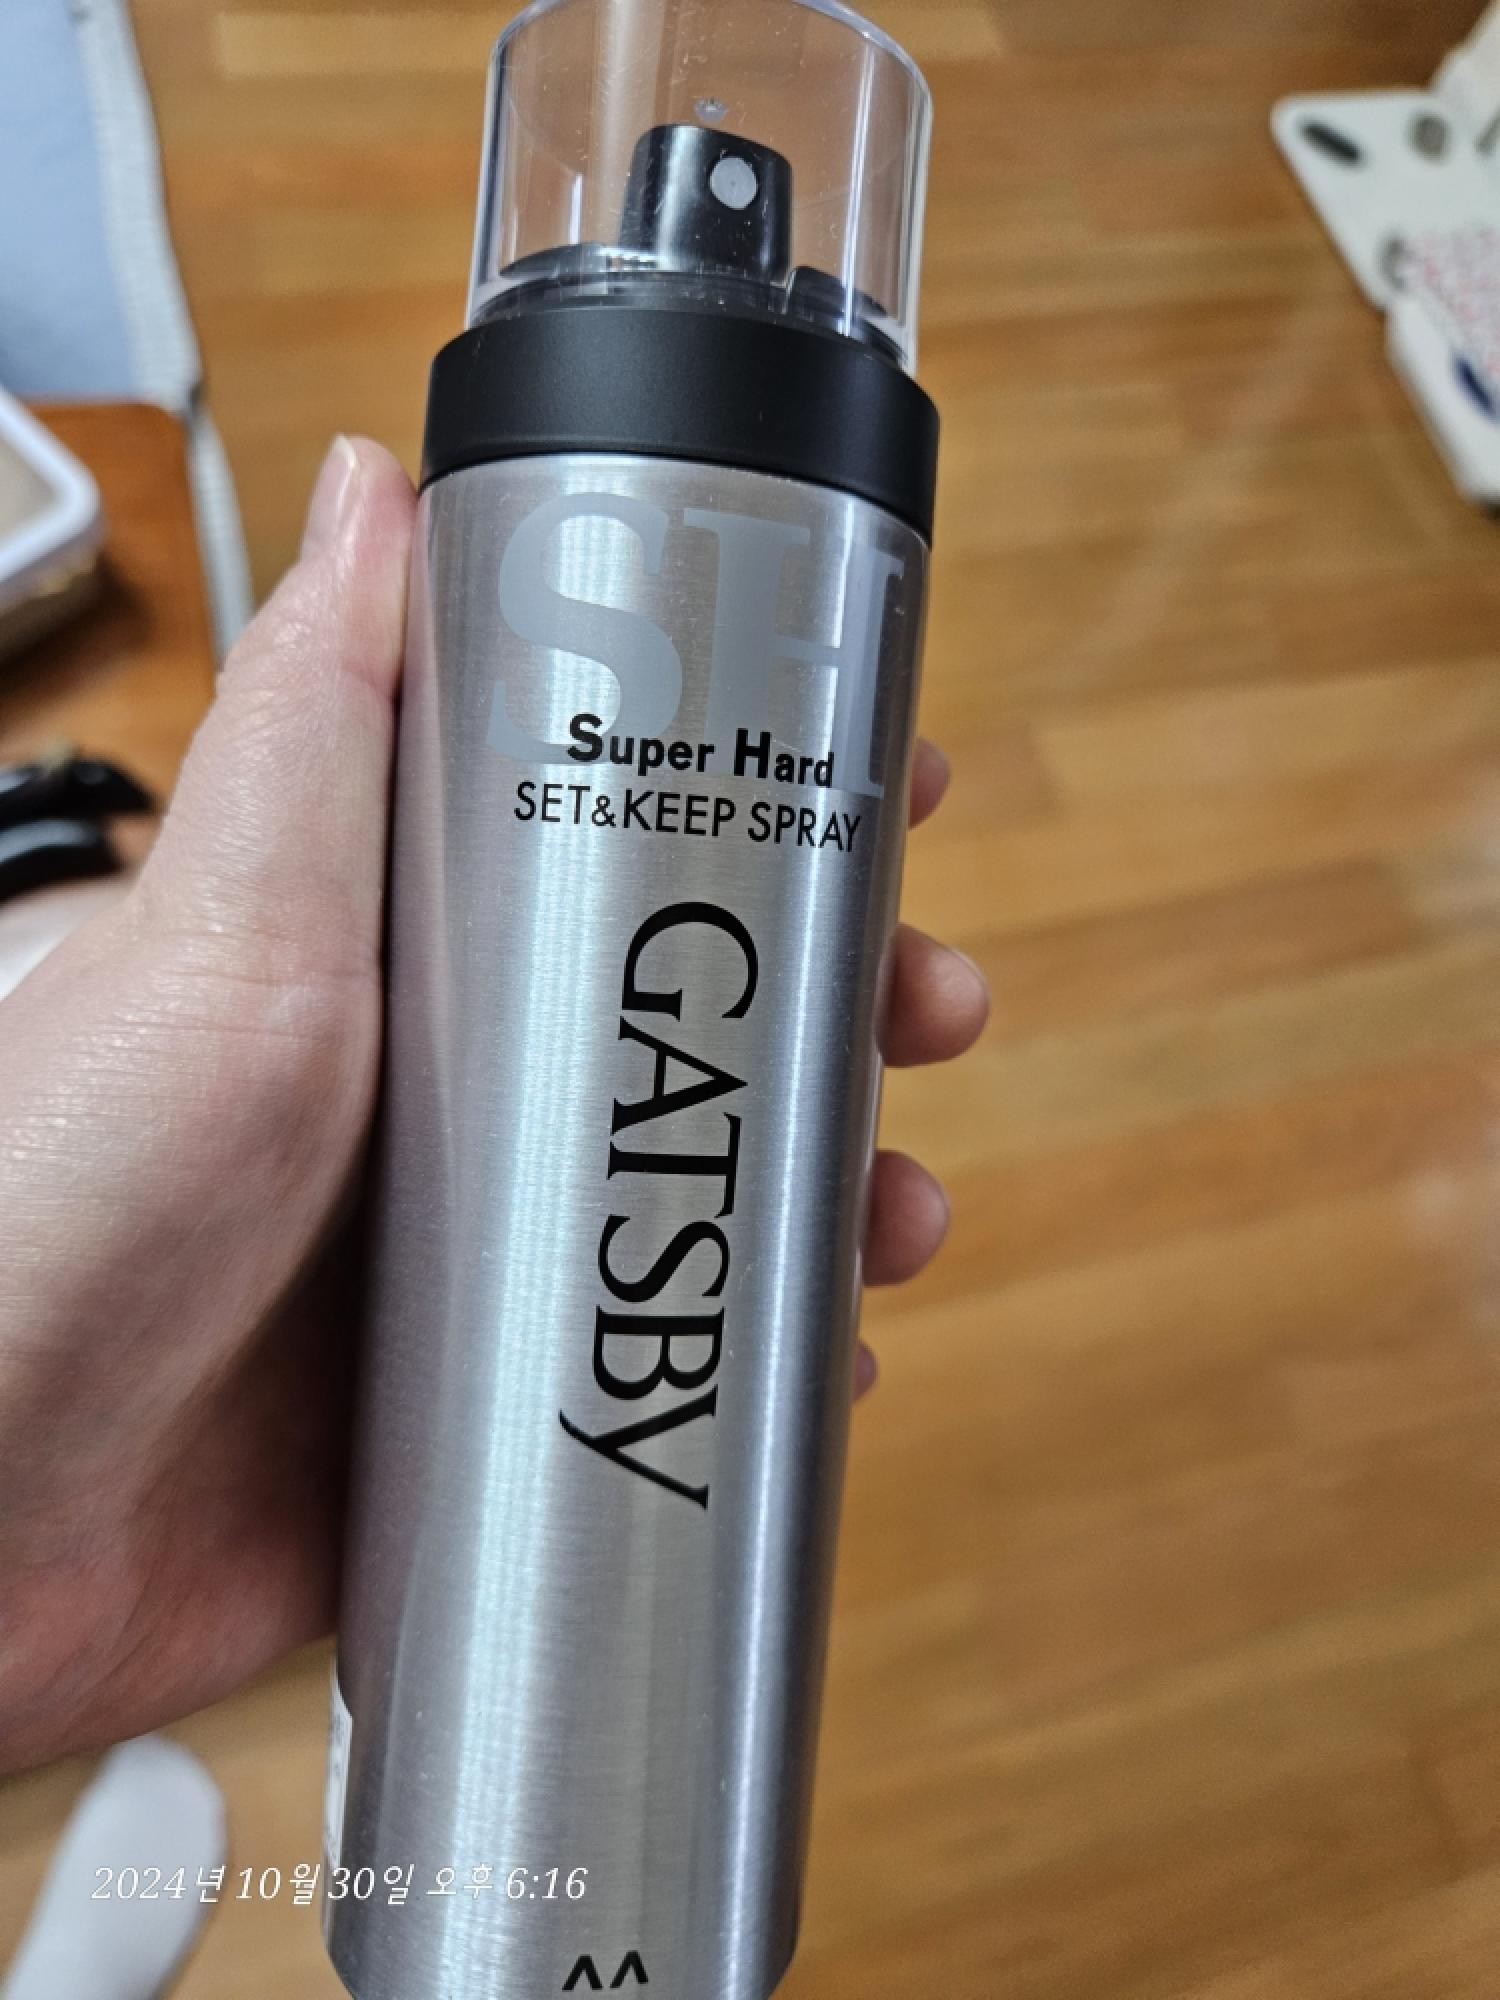 SH
Super Hard
SET&KEEP SPRAY
GATSBY
2024년 10월 30일 오후 6:16